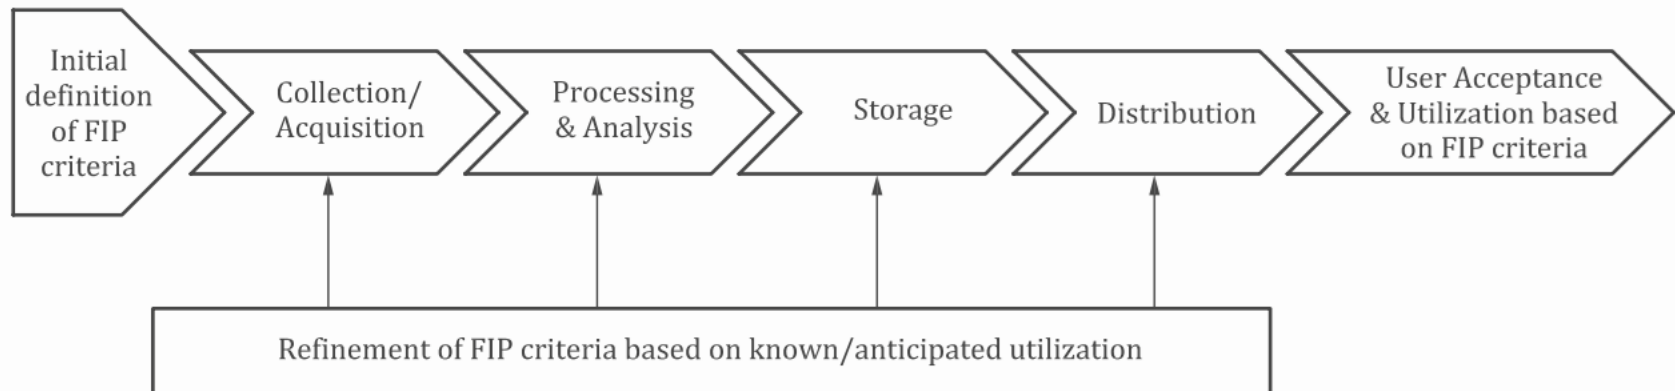 Initial
definition
of FIP
criteria
Collection/
Acquisition
Processing
& Analysis
Storage
Distribution
User Acceptance
& Utilization based
on FIP criteria
Refinement of FIP criteria based on known/anticipated utilization